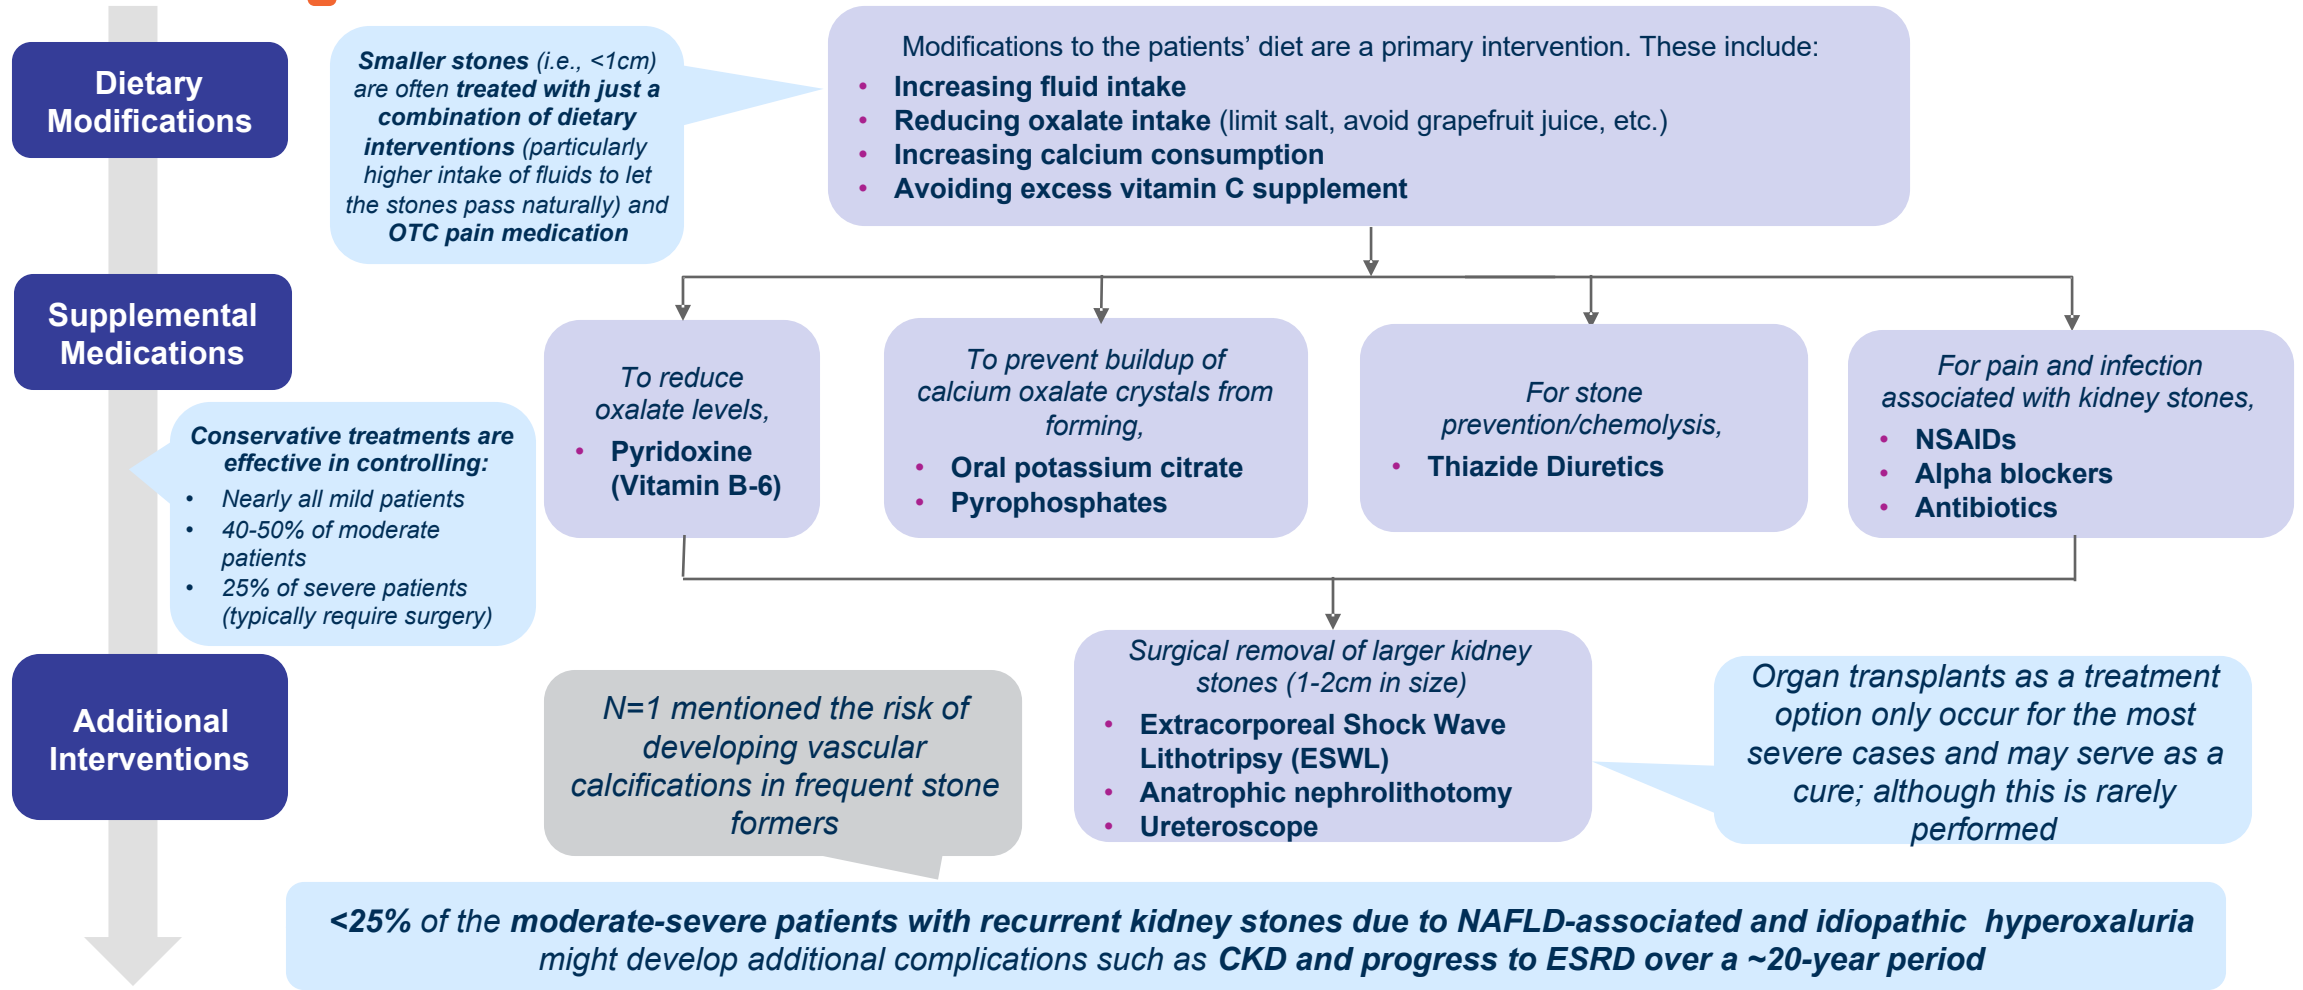 Dietary
Modifications
Smaller stones (i.e., <1cm)
are often treated with just a
combination of dietary
interventions (particularly
higher intake of fluids to let
the stones pass naturally) and
OTC pain medication
Modifications to the patients’ diet are a primary intervention. These include:
• Increasing fluid intake
• Reducing oxalate intake (limit salt, avoid grapefruit juice, etc.)
• Increasing calcium consumption
• Avoiding excess vitamin C supplement
Supplemental
Medications
Conservative treatments are
effective in controlling:
• Nearly all mild patients
• 40-50% of moderate
patients
• 25% of severe patients
(typically require surgery)
To reduce
oxalate levels,
• Pyridoxine
(Vitamin B-6)
To prevent buildup of
calcium oxalate crystals from
forming,
• Oral potassium citrate
• Pyrophosphates
For stone
prevention/chemolysis,
• Thiazide Diuretics
For pain and infection
associated with kidney stones,
• NSAIDs
• Alpha blockers
• Antibiotics
Additional
Interventions
N=1 mentioned the risk of
developing vascular
calcifications in frequent stone
formers
Surgical removal of larger kidney
stones (1-2cm in size)
• Extracorporeal Shock Wave
Lithotripsy (ESWL)
• Anatrophic nephrolithotomy
• Ureteroscope
Organ transplants as a treatment
option only occur for the most
severe cases and may serve as a
cure; although this is rarely
performed
<25% of the moderate-severe patients with recurrent kidney stones due to NAFLD-associated and idiopathic hyperoxaluria
might develop additional complications such as CKD and progress to ESRD over a ~20-year period